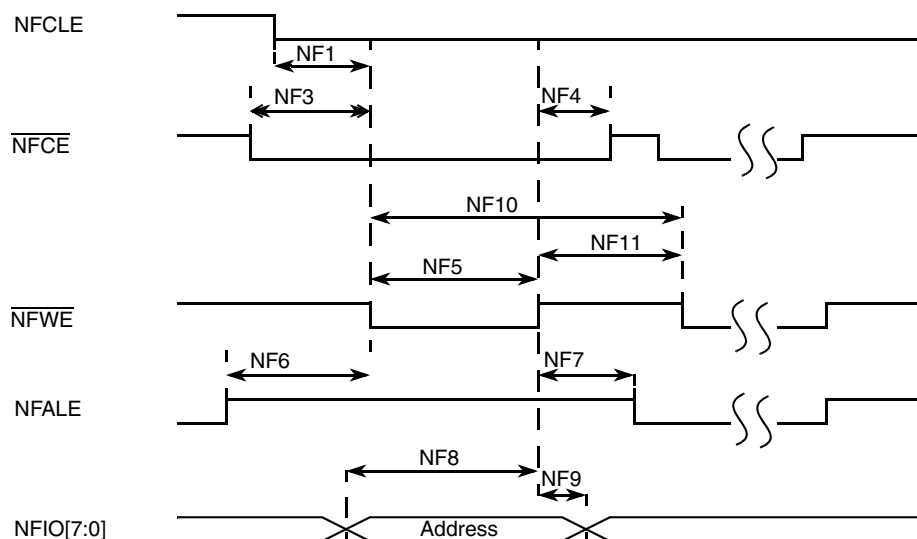 NFCLE
NF1
NF3
NF4
NFCE
NF10
NF11
NF5
NFWE
NF6
NF7
NFALE
NF8
NF9
NFIO[7:0]
Address